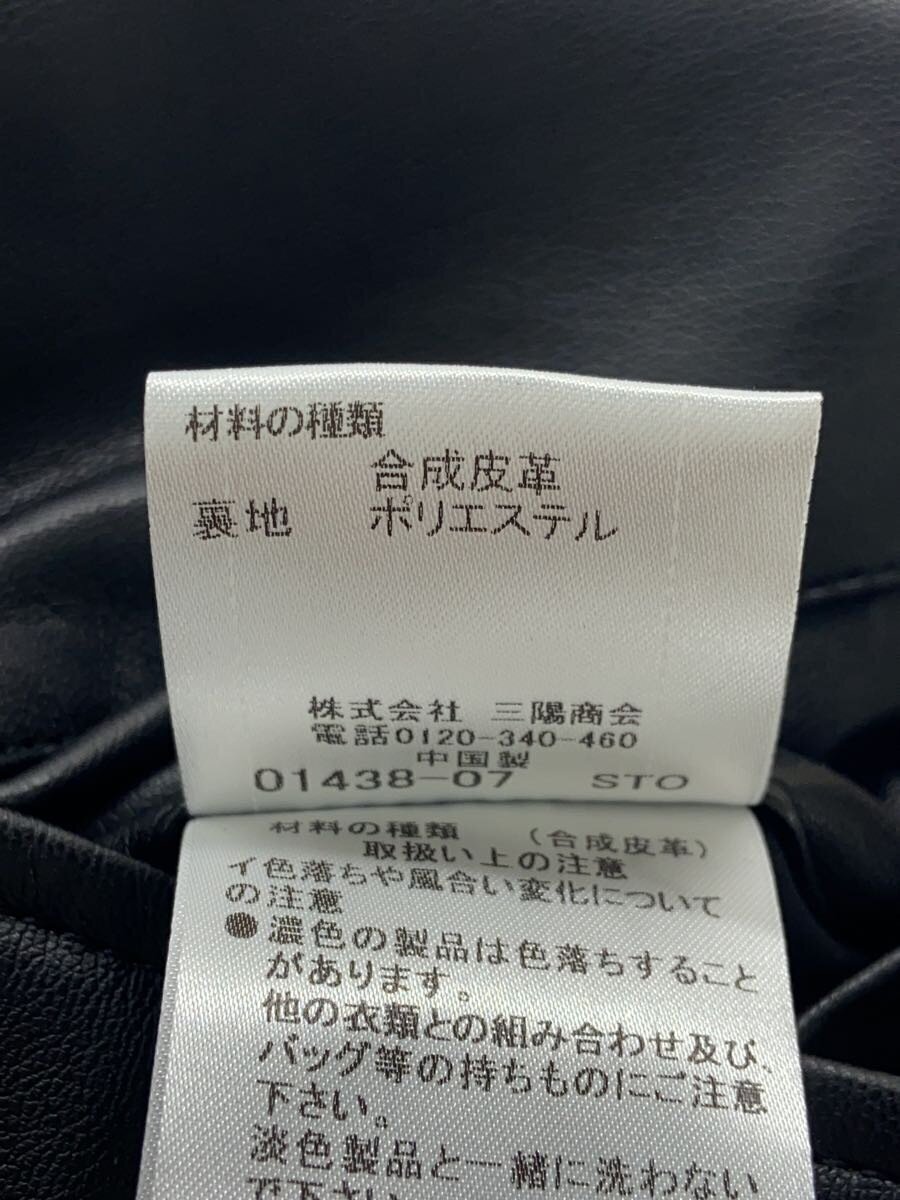 材料の種類
合成皮革
裏地 ポリエステル
株式会社 三陽商会
電話0120-340-460
中国製
01438-07 STO
材料の種類 (合成皮革)
取扱い上の注意
イ色落ちや風合い変化について
の注意
●濃色の製品は色落ちすること
があります。
他の衣類との組み合わせ及び、
バッグ等の持ちものにご注意
下さい。
淡色製品と一緒に洗わない
で下さい。